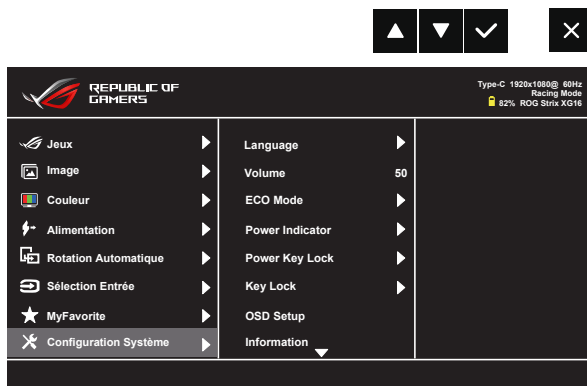 REPUBLIC OF
GAMERS
Type-C 1920x1080@ 60Hz
Racing Mode
82% ROG Strix XG16
Jeux
Image
Couleur
Alimentation
Rotation Automatique
Sélection Entrée
MyFavorite
Configuration Système
Language
Volume 50
ECO Mode
Power Indicator
Power Key Lock
Key Lock
OSD Setup
Information